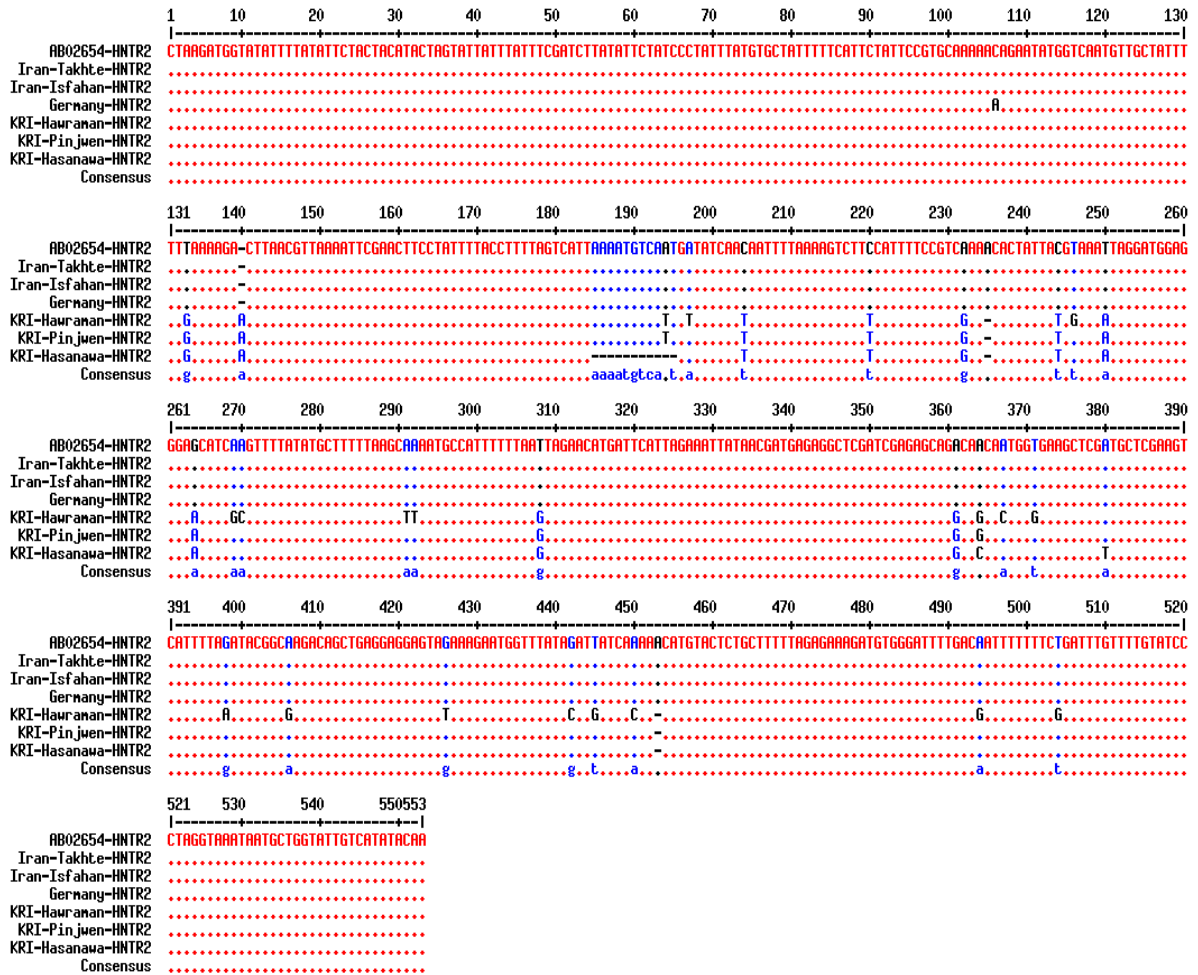 1 10 20 30 40 50 60 70 80 90 100 110 120 130
|--------+---------+---------+---------+---------+---------+---------+---------+---------+---------+---------+---------+---------|
AB02654-HNTR2 CTAAGATGGTATATTTTATATTCTACTACATACTAGTATTATTTATTTCGATCTTATATTCTATCCCTATTTATGTGCTATTTTTCATTCTATTCCGTGCAAAAACAGAATATGGTCAATGTTGCTATTT
Iran-Takhte-HNTR2 ..................................................................................................................................
Iran-Isfahan-HNTR2 ..................................................................................................................................
Germany-HNTR2 .........................................................................................................A........................
KRI-Hawraman-HNTR2 ..................................................................................................................................
KRI-Pinjwen-HNTR2 ..................................................................................................................................
KRI-Hasanawa-HNTR2 ..................................................................................................................................
Consensus ..................................................................................................................................
131 140 150 160 170 180 190 200 210 220 230 240 250 260
|--------+---------+---------+---------+---------+---------+---------+---------+---------+---------+---------+---------+---------|
AB02654-HNTR2 TTTAAAAGA-CTTAACGTTAAAATTCGAACTTCCTATTTTACCTTTTAGTCATTAAAATGTCAATGATATCAACAATTTTAAAAGTCTTCCATTTTCCGTCAAAACACTATTACGTAAATTAGGATGGAG
Iran-Takhte-HNTR2 .........-........................................................................................................................
Iran-Isfahan-HNTR2 .........-........................................................................................................................
Germany-HNTR2 .........-........................................................................................................................
KRI-Hawraman-HNTR2 ..G......A......................................................T..T......T...............T...........G..-........T.G...A..........
KRI-Pinjwen-HNTR2 ..G......A......................................................T.........T...............T...........G..-........T.....A..........
KRI-Hasanawa-HNTR2 ..G......A............................................-----------.........T...............T...........G..-........T.....A..........
Consensus ..g......a............................................aaaatgtca.t.a......t...............t...........g...........t.t...a..........
261 270 280 290 300 310 320 330 340 350 360 370 380 390
|--------+---------+---------+---------+---------+---------+---------+---------+---------+---------+---------+---------+---------|
AB02654-HNTR2 GGAGCATCAAGTTTTATATGCTTTTTAAGCAAAATGCCATTTTTTAATTAGAACATGATTCATTAGAAATTATAACGATGAGAGGCTCGATCGAGAGCAGACAACAATGGTGAAGCTCGATGCTCGAAGT
Iran-Takhte-HNTR2 ..................................................................................................................................
Iran-Isfahan-HNTR2 ..................................................................................................................................
Germany-HNTR2 ..................................................................................................................................
KRI-Hawraman-HNTR2 ...A....GC....................TT...............G....................................................G..G..C...G...................
KRI-Pinjwen-HNTR2 ...A............................................G....................................................G..G.........................
KRI-Hasanawa-HNTR2 ...A............................................G....................................................G..C...............T..........
Consensus ...a....aa....................aa................g....................................................g.....a...t........a..........
391 400 410 420 430 440 450 460 470 480 490 500 510 520
|--------+---------+---------+---------+---------+---------+---------+---------+---------+---------+---------+---------+---------|
AB02654-HNTR2 CATTTTAGATACGGCAAGACAGCTGAGGAGGAGTAGAAAGAATGGTTTATAGATTATCAAAAACATGTACTCTGCTTTTTAGAGAAAGATGTGGGATTTTGACAATTTTTTTCTGATTTGTTTTGTATCC
Iran-Takhte-HNTR2 ..................................................................................................................................
Iran-Isfahan-HNTR2 ..................................................................................................................................
Germany-HNTR2 ..................................................................................................................................
KRI-Hawraman-HNTR2 .......A.......G...................T...............C..G....C..-........................................G.........G................
KRI-Pinjwen-HNTR2 ..............................................................-...................................................................
KRI-Hasanawa-HNTR2 ..............................................................-...................................................................
Consensus .......g.......a...................g...............g..t....a...........................................a.........t................
521 530 540 550553
|--------+---------+---------+--|
AB02654-HNTR2 CTAGGTAAATAATGCTGGTATTGTCATATACAA
Iran-Takhte-HNTR2 .................................
Iran-Isfahan-HNTR2 .................................
Germany-HNTR2 .................................
KRI-Hawraman-HNTR2 .................................
KRI-Pinjwen-HNTR2 .................................
KRI-Hasanawa-HNTR2 .................................
Consensus .................................